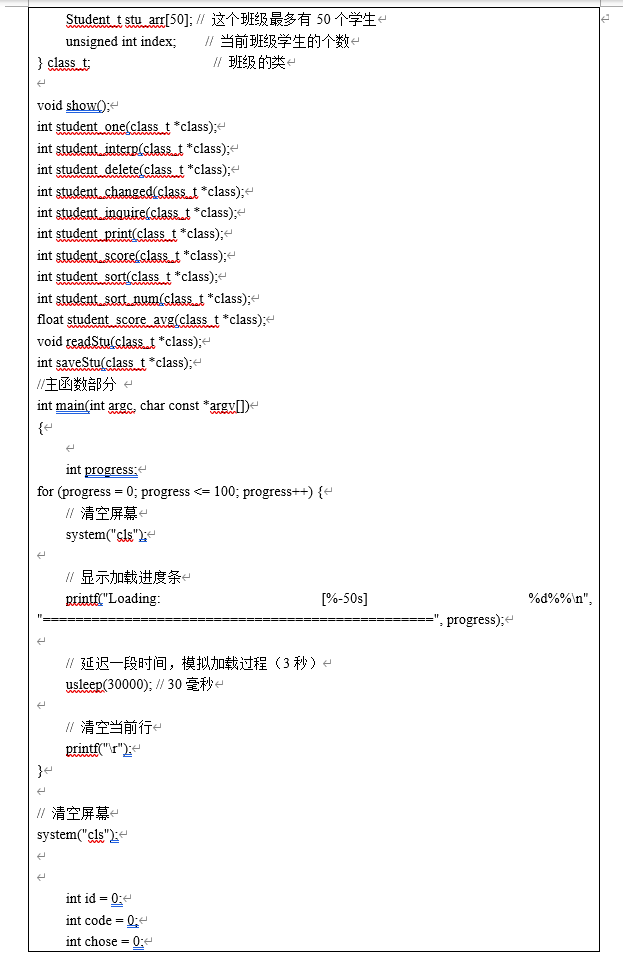 Student_t stu_arr[50]; // 这个班级最多有 50 个学生
unsigned int index; // 当前班级学生的个数
} class_t; // 班级的类
void show();
int student_one(class_t *class);
int student_interp(class_t *class);
int student_delete(class_t *class);
int student_changed(class_t *class);
int student_inquire(class_t *class);
int student_print(class_t *class);
int student_score(class_t *class);
int student_sort(class_t *class);
int student_sort_num(class_t *class);
float student_score_avg(class_t *class);
void readStu(class_t *class);
int saveStu(class_t *class);
//主函数部分
int main(int argc, char const *argv[])
{
int progress;
for (progress = 0; progress <= 100; progress++) {
// 清空屏幕
system("cls");
// 显示加载进度条
printf("Loading: [%-50s] %d%%\n",
"================================================", progress);
// 延迟一段时间，模拟加载过程（3 秒）
usleep(30000); // 30 毫秒
// 清空当前行
printf("\r");
}
// 清空屏幕
system("cls");
int id = 0;
int code = 0;
int chose = 0;